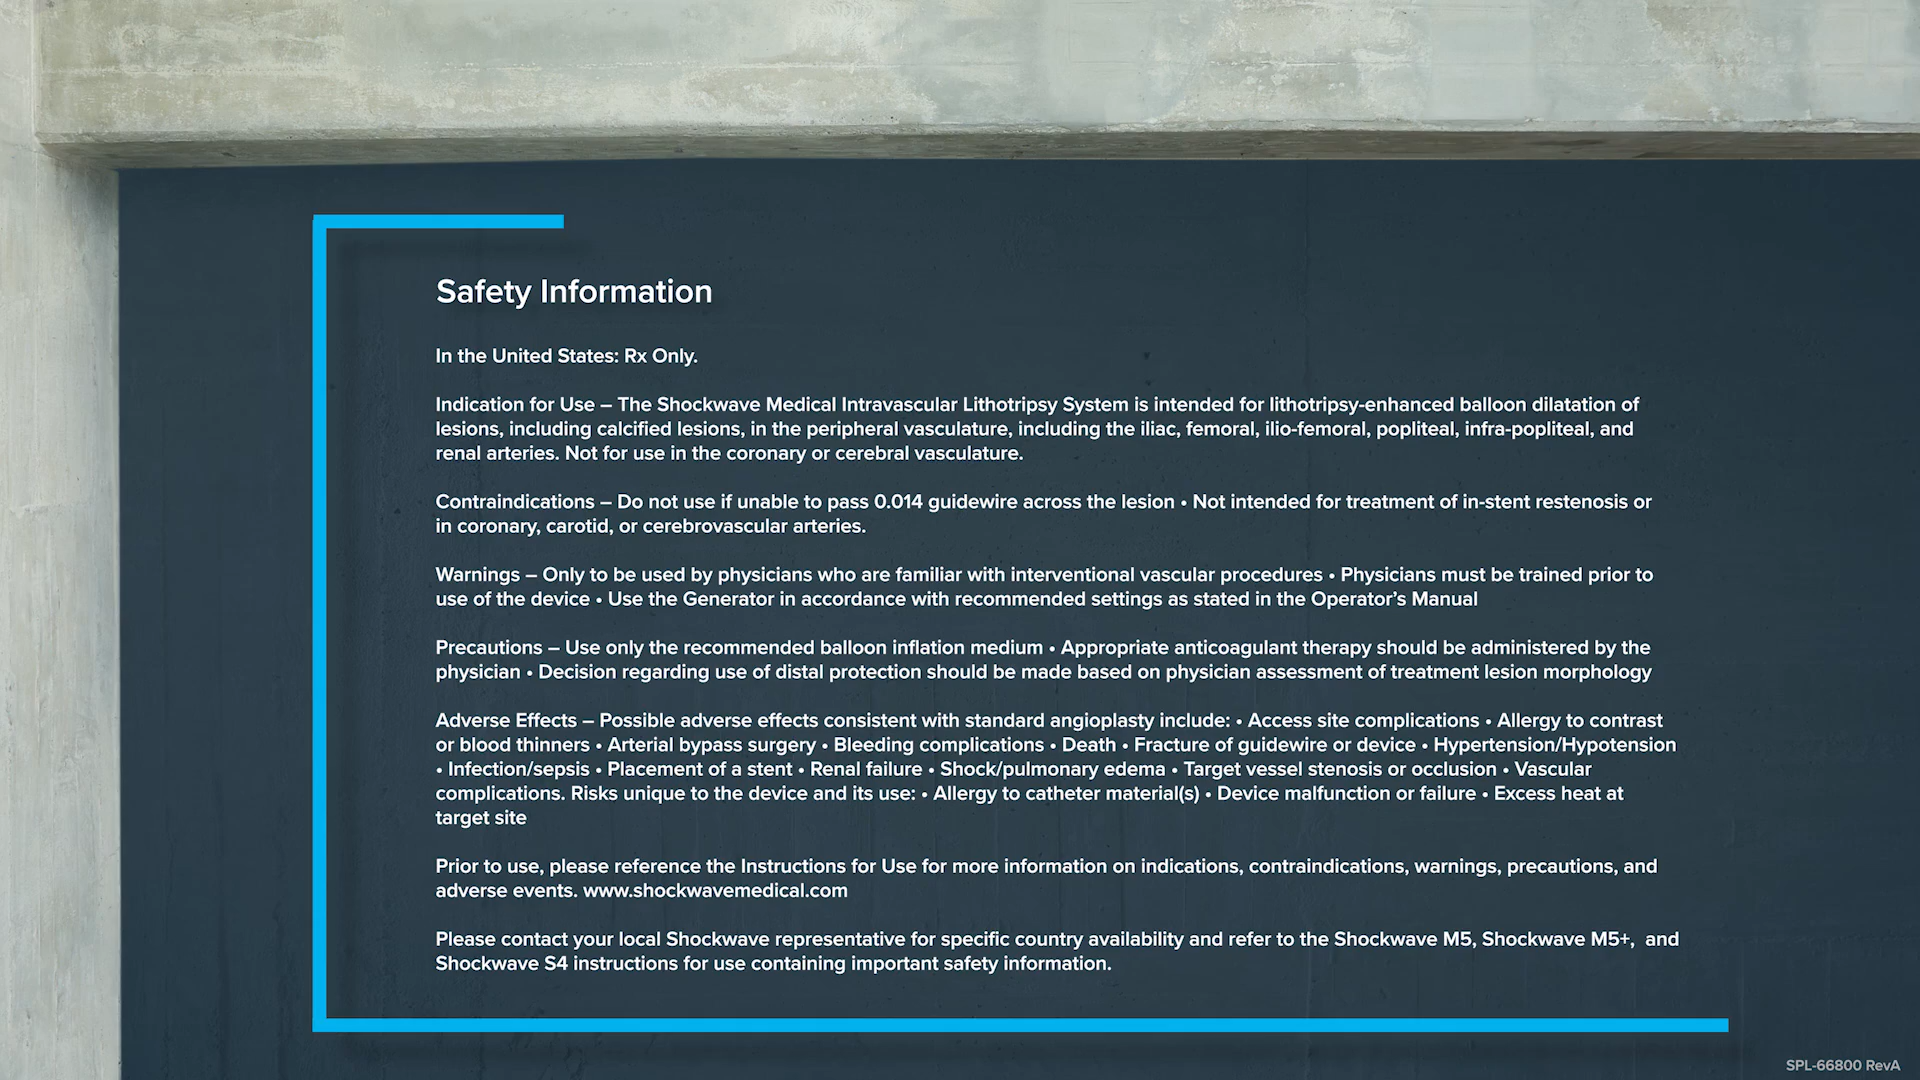 Safety Information
In the United States: Rx Only.
Indication for Use – The Shockwave Medical Intravascular Lithotripsy System is intended for lithotripsy-enhanced balloon dilatation of
lesions, including calcified lesions, in the peripheral vasculature, including the iliac, femoral, ilio-femoral, popliteal, infra-popliteal, and
renal arteries. Not for use in the coronary or cerebral vasculature.
Contraindications – Do not use if unable to pass 0.014 guidewire across the lesion • Not intended for treatment of in-stent restenosis or
in coronary, carotid, or cerebrovascular arteries.
Warnings – Only to be used by physicians who are familiar with interventional vascular procedures • Physicians must be trained prior to
use of the device • Use the Generator in accordance with recommended settings as stated in the Operator’s Manual
Precautions – Use only the recommended balloon inflation medium • Appropriate anticoagulant therapy should be administered by the
physician • Decision regarding use of distal protection should be made based on physician assessment of treatment lesion morphology
Adverse Effects – Possible adverse effects consistent with standard angioplasty include: • Access site complications • Allergy to contrast
or blood thinners • Arterial bypass surgery • Bleeding complications • Death • Fracture of guidewire or device • Hypertension/Hypotension
• Infection/sepsis • Placement of a stent • Renal failure • Shock/pulmonary edema • Target vessel stenosis or occlusion • Vascular
complications. Risks unique to the device and its use: • Allergy to catheter material(s) • Device malfunction or failure • Excess heat at
target site
Prior to use, please reference the Instructions for Use for more information on indications, contraindications, warnings, precautions, and
adverse events. www.shockwavemedical.com
Please contact your local Shockwave representative for specific country availability and refer to the Shockwave M5, Shockwave M5+, and
Shockwave S4 instructions for use containing important safety information.
SPL-66800 RevA